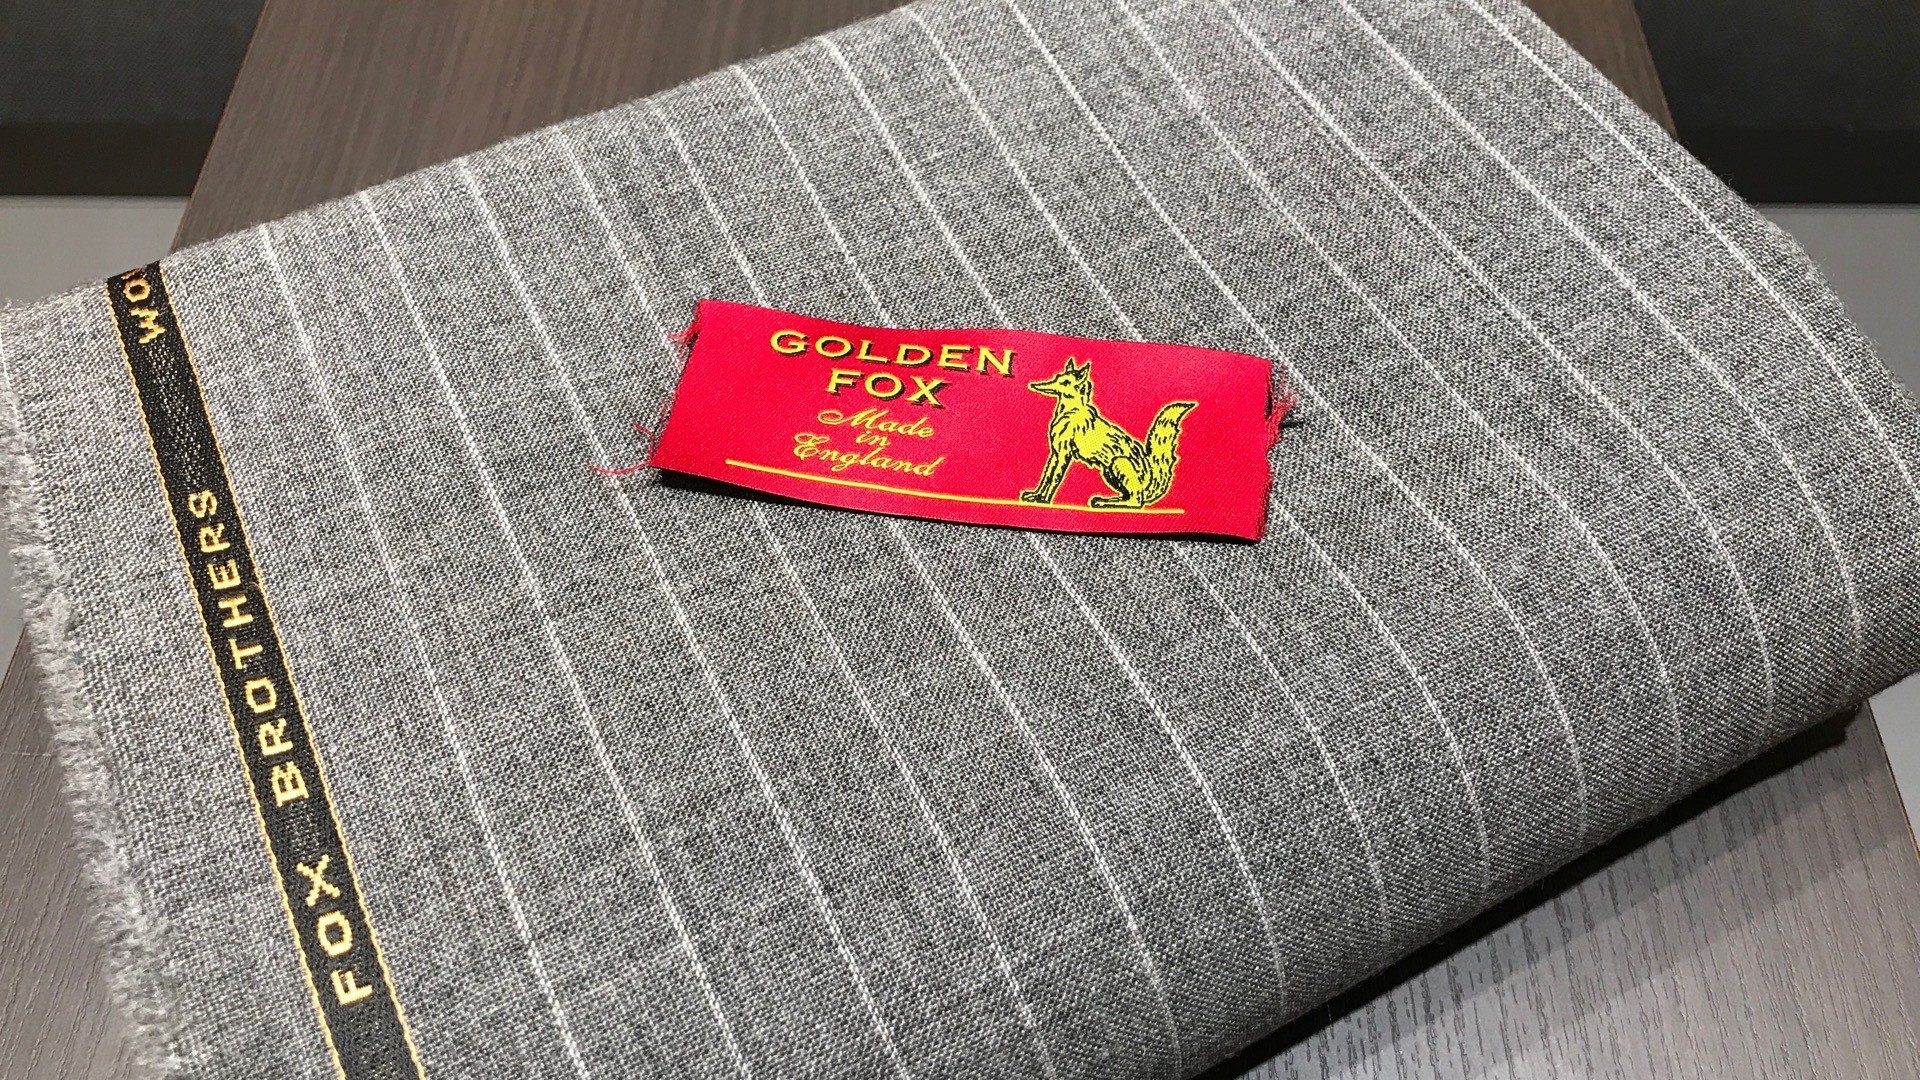 GOLDEN
FOX
Made
in
England
FOX BROTHERS